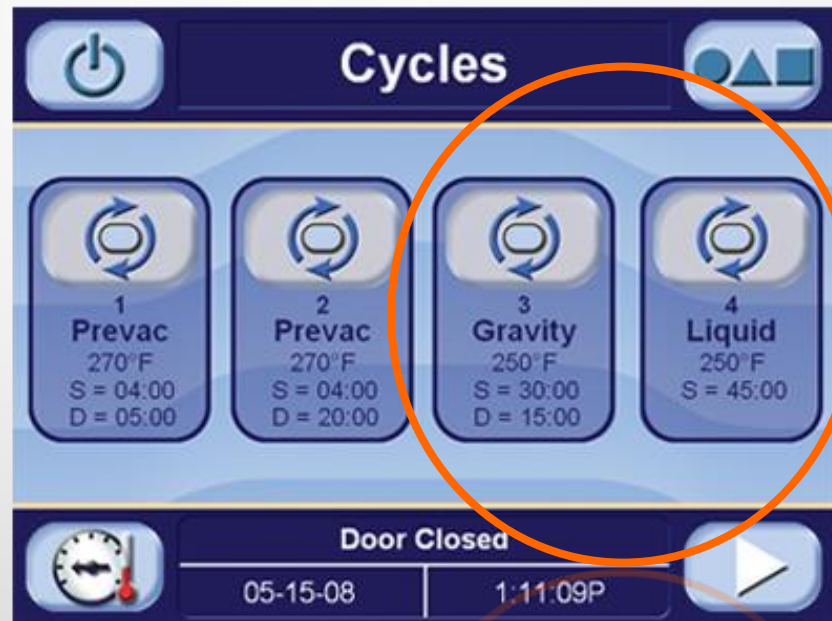 Cycles
1
Prevac
270°F
S = 04:00
D = 05:00
2
Prevac
270°F
S = 04:00
D = 20:00
3
Gravity
250°F
S = 30:00
D = 15:00
4
Liquid
250°F
S = 45:00
Door Closed
05-15-08
1:11:09P